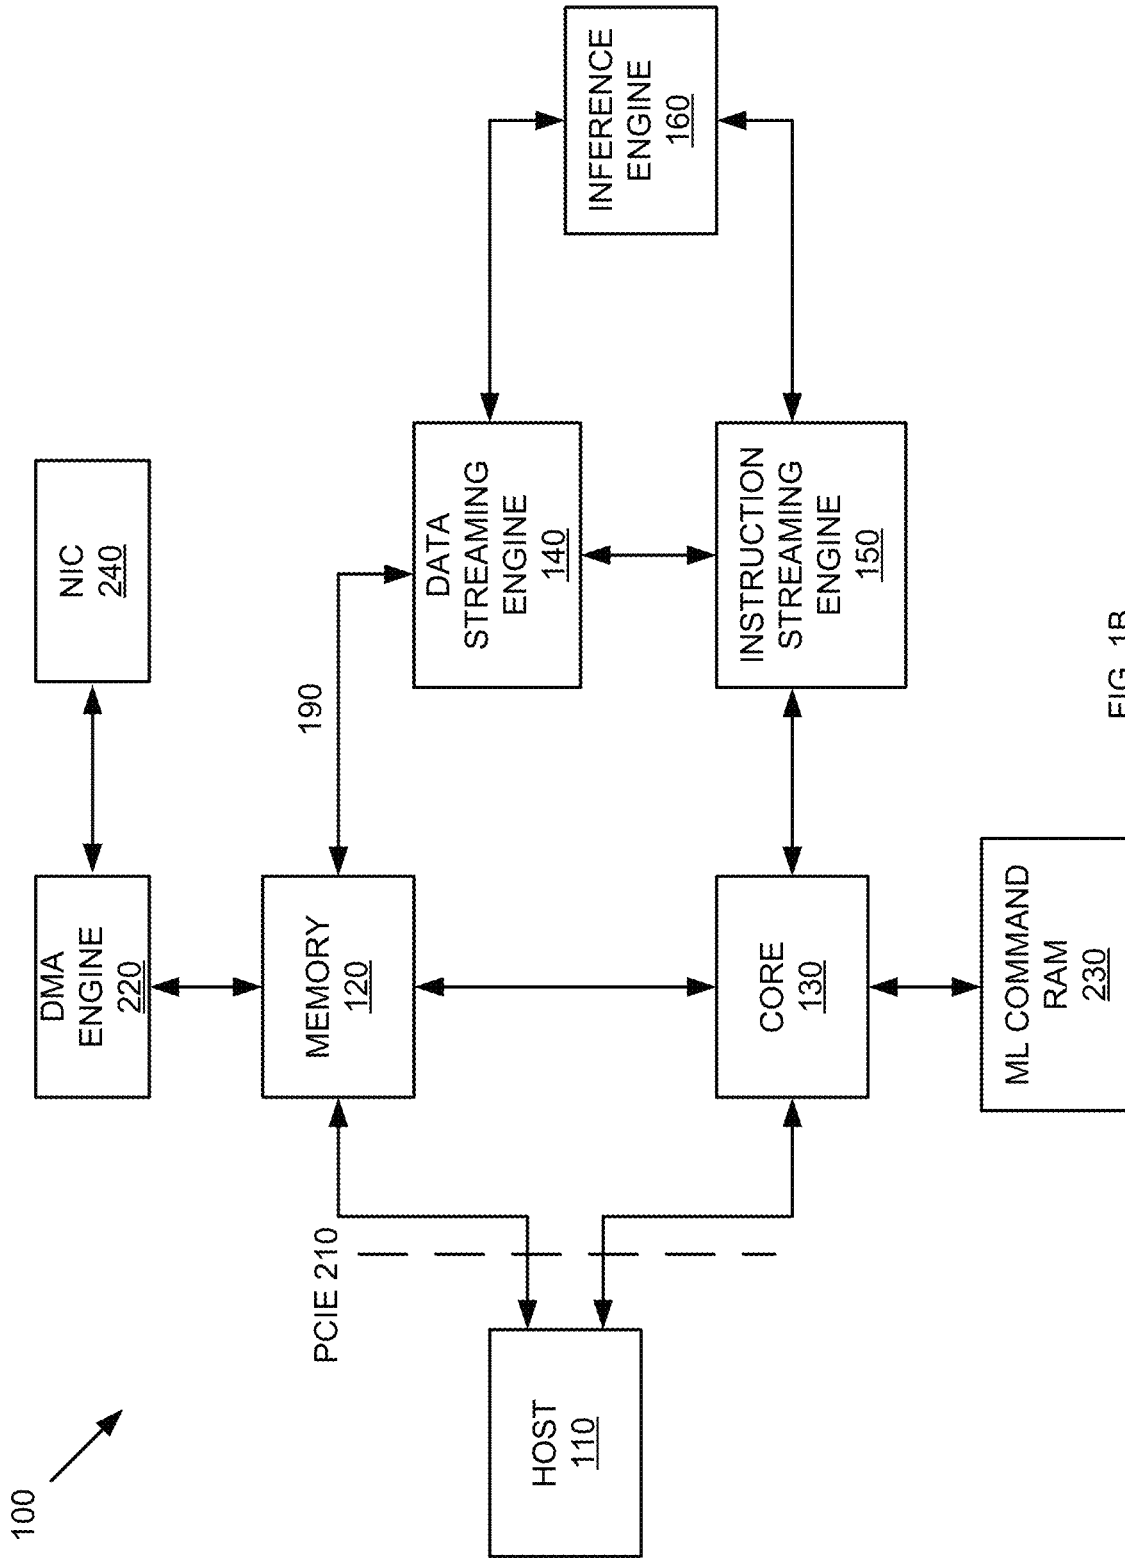 100
HOST
110
PCIE 210
DMA
ENGINE
220
NIC
240
MEMORY
120
190
DATA
STREAMING
ENGINE
140
INFERENCE
ENGINE
160
CORE
130
INSTRUCTION
STREAMING
ENGINE
150
ML COMMAND
RAM
230
FIG. 1B